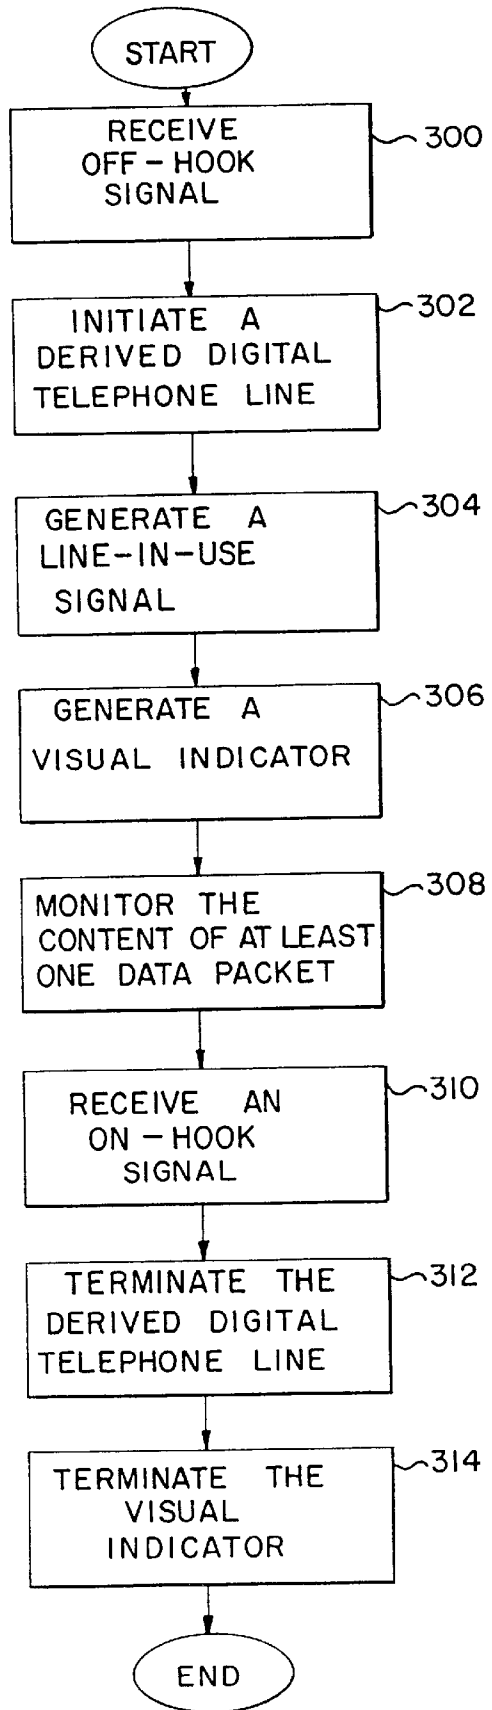 START
RECEIVE
OFF-HOOK
SIGNAL
300
INITIATE A
DERIVED DIGITAL
TELEPHONE LINE
302
GENERATE A
LINE-IN-USE
SIGNAL
304
GENERATE A
VISUAL INDICATOR
306
MONITOR THE
CONTENT OF AT LEAST
ONE DATA PACKET
308
RECEIVE AN
ON-HOOK
SIGNAL
310
TERMINATE THE
DERIVED DIGITAL
TELEPHONE LINE
312
TERMINATE THE
VISUAL
INDICATOR
314
END